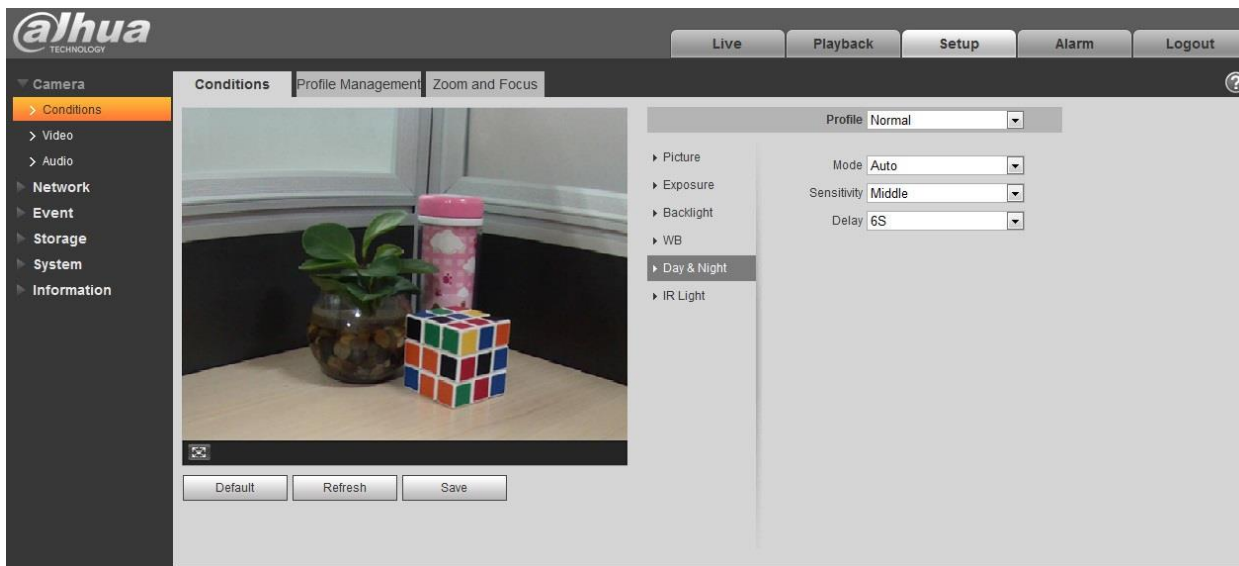 alhua
TECHNOLOGY
Live
Playback
Setup
Alarm
Logout
Camera
Conditions
Video
Audio
Network
Event
Storage
System
Information
Conditions
Profile Management
Zoom and Focus
?
Default
Refresh
Save
Profile Normal
Picture
Exposure
Backlight
WB
Day & Night
IR Light
Mode Auto
Sensitivity Middle
Delay 6S